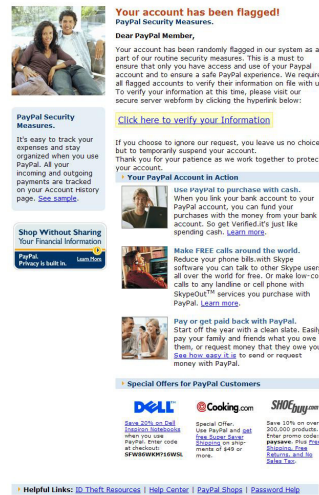 Your account has been flagged!
PayPal Security Measures.
Dear PayPal Member,
Your account has been randomly flagged in our system as a
part of our routine security measures. This is a must to
ensure that only you have access and use of your Paypal
account and to ensure a safe PayPal experience. We require
all flagged accounts to verify their information on file with u
To verify your information at this time, please visit our
secure server webform by clicking the hyperlink below:
Click here to verify your Information
If you choose to ignore our request, you leave us no choice
but to temporarily suspend your account.
Thank you for your patience as we work together to protec
your account.
PayPal Security
Measures.
It's easy to track your
expenses and stay
organized when you use
PayPal. All your
incoming and outgoing
payments are tracked
on your Account History
page. See sample.
Shop Without Sharing
Your Financial Information
PayPal.
Privacy is built in. Learn More
Your PayPal Account in Action
Use PayPal to purchase with cash.
When you link your bank account to your
PayPal account, you can fund your
purchases with the money from your bank
account. So get Verified.it's just like
spending cash. Learn more.
Make FREE calls around the world.
Reduce your phone bills.with Skype
software you can talk to other Skype user
all over the world for free. Or make low-co
calls to any landline or cell phone with
SkypeOut™ services you purchase with
PayPal. Learn more.
Pay or get paid back with PayPal.
Start off the year with a clean slate. Easily
pay your family and friends what you owe
them, or request money that they owe you
See how easy it is to send or request
money with PayPal.
Special Offers for PayPal Customers
DELL
Save 20% on Dell
Inspiron Notebooks
when you use
PayPal. Enter code
at checkout:
SFW86WKM?16WSL
Cooking.com
Special Offer.
Use PayPal and get
free Super Saver
Shipping on ship-
ments of $49 or
more.
SHOEbuy.com
Save 10% on over
300,000 products.
Enter promo code:
paysave. Plus Free
Shipping, Free
Returns, and No
Sales Tax.
Helpful Links: ID Theft Resources | Help Center | PayPal Shops | Password Help